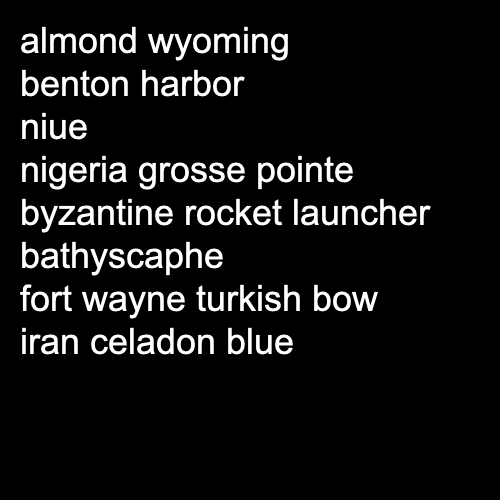 almond wyoming
benton harbor
niue
nigeria grosse pointe
byzantine rocket launcher
bathyscaphe
fort wayne turkish bow
iran celadon blue